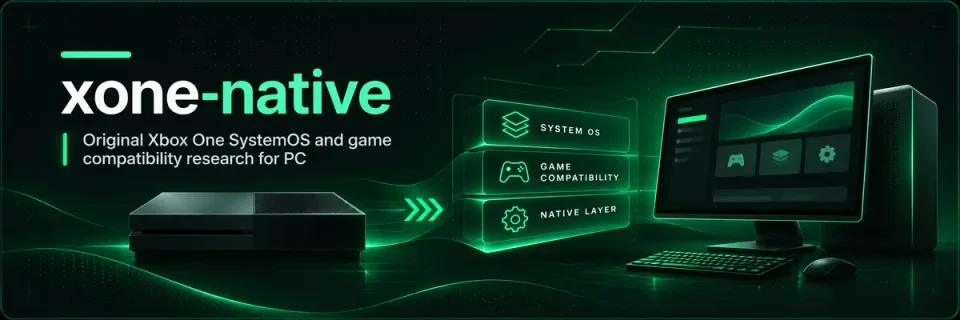 xone-native
Original Xbox One SystemOS and game
compatibility research for PC
SYSTEM OS
GAME
COMPATIBILITY
NATIVE LAYER